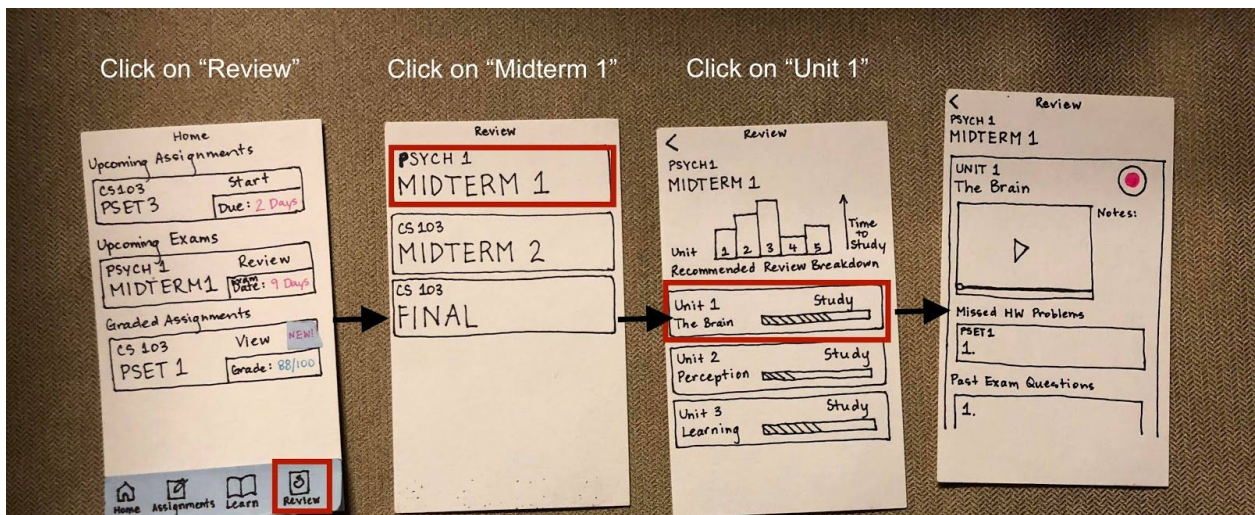 Click on “Review”
Click on “Midterm 1”
Click on “Unit 1”
Home
Upcoming Assignments
CS103
PSET 3
Start
Due: 2 Days
Upcoming Exams
PSYCH 1
MIDTERM1
Review
Exam Date: 9 Days
Graded Assignments
CS 103
PSET 1
View
NEW!
Grade: 88/100
Home
Assignments
Learn
Review
Review
PSYCH 1
MIDTERM 1
CS 103
MIDTERM 2
CS 103
FINAL
<
Review
PSYCH1
MIDTERM 1
Time
to
Study
Unit 1 2 3 4 5
Recommended Review Breakdown
Unit 1
The Brain
Study
Unit 2
Perception
Study
Unit 3
Learning
Study
<
Review
PSYCH 1
MIDTERM 1
UNIT 1
The Brain
Notes:
Missed HW Problems
PSET1
1.
Past Exam Questions
1.